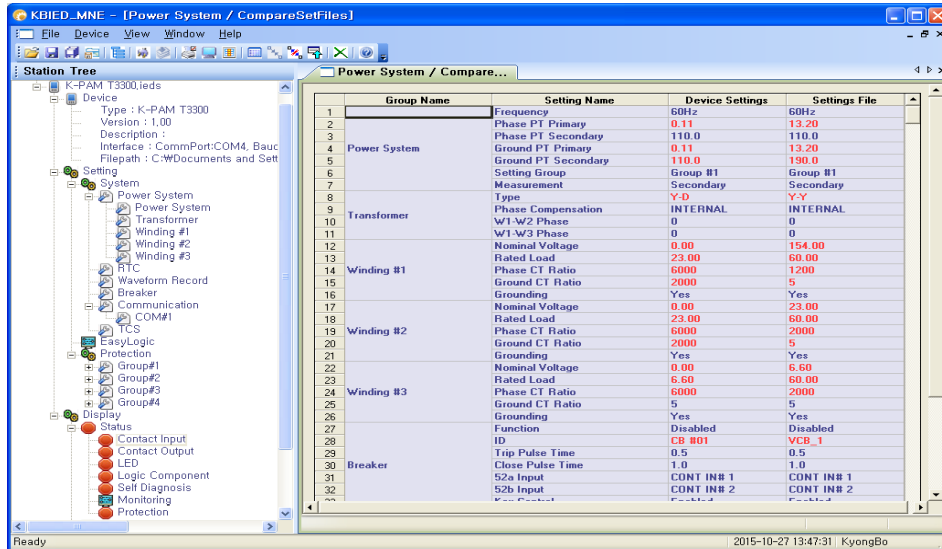 KBIED_MNE - [Power System / CompareSetFiles]
File Device View Window Help
Station Tree
K-PAM T3300.ieds
Device
Type : K-PAM T3300
Version : 1,00
Description :
Interface : CommPort:COM4, Bauc
Filepath : C:₩Documents and Sett
Setting
System
Power System
Power System
Transformer
Winding #1
Winding #2
Winding #3
RTC
Waveform Record
Breaker
Communication
COM#1
TCS
EasyLogic
Protection
Group#1
Group#2
Group#3
Group#4
Display
Status
Contact Input
Contact Output
LED
Logic Component
Self Diagnosis
Monitoring
Protection
Power System / Compare...
Group Name Setting Name Device Settings Settings File
1 Frequency 60Hz 60Hz
2 Phase PT Primary 0.11 13.20
3 Phase PT Secondary 110.0 110.0
4 Power System Ground PT Primary 0.11 13.20
5 Ground PT Secondary 110.0 190.0
6 Setting Group Group #1 Group #1
7 Measurement Secondary Secondary
8 Type Y-D Y-Y
9 Transformer Phase Compensation INTERNAL INTERNAL
10 W1-W2 Phase 0 0
11 W1-W3 Phase 0 0
12 Nominal Voltage 0.00 154.00
13 Rated Load 23.00 60.00
14 Winding #1 Phase CT Ratio 6000 1200
15 Ground CT Ratio 2000 5
16 Grounding Yes Yes
17 Nominal Voltage 0.00 23.00
18 Rated Load 23.00 60.00
19 Winding #2 Phase CT Ratio 6000 2000
20 Ground CT Ratio 2000 5
21 Grounding Yes Yes
22 Nominal Voltage 0.00 6.60
23 Rated Load 6.60 60.00
24 Winding #3 Phase CT Ratio 6000 2000
25 Ground CT Ratio 5 5
26 Grounding Yes Yes
27 Function Disabled Disabled
28 ID CB #01 VCB_1
29 Trip Pulse Time 0.5 0.5
30 Breaker Close Pulse Time 1.0 1.0
31 52a Input CONT IN# 1 CONT IN# 1
32 52b Input CONT IN# 2 CONT IN# 2
Ready 2015-10-27 13:47:31 KyongBo